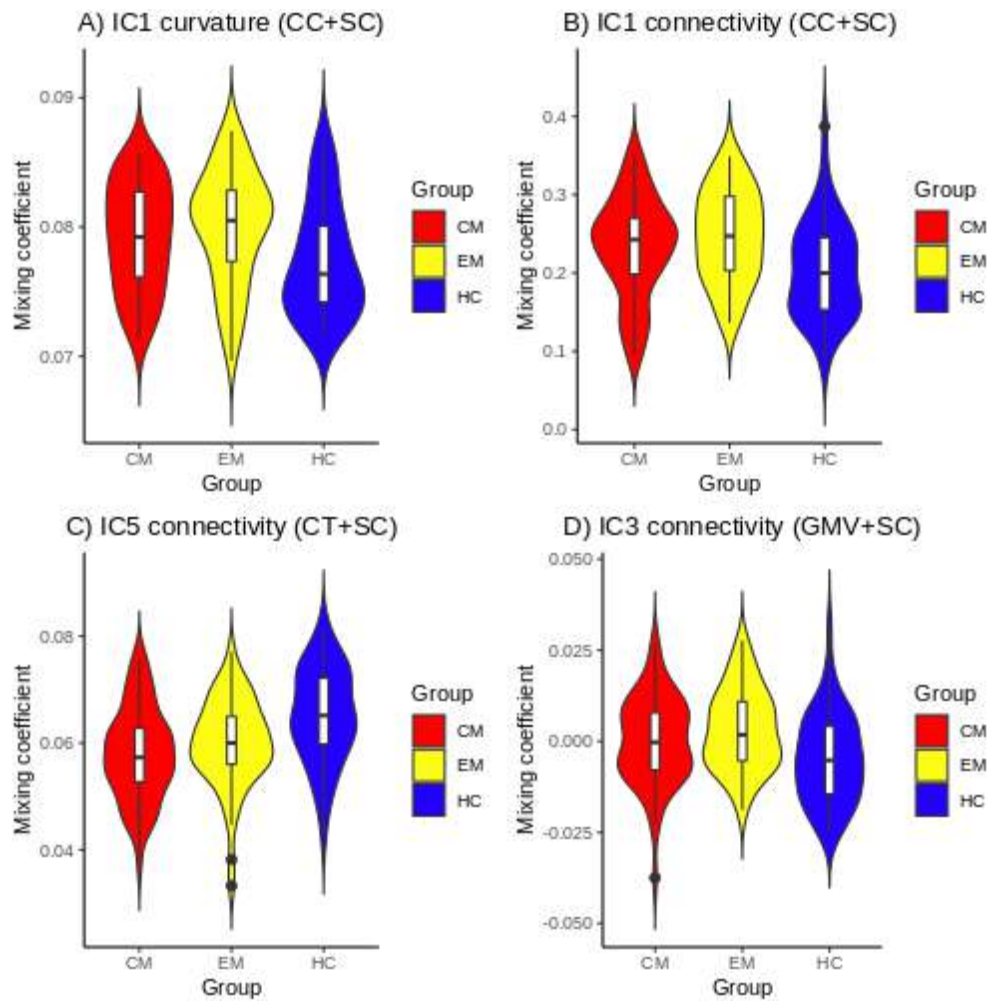 A) IC1 curvature (CC+SC)
Mixing coefficient
0.09
0.08
0.07
CM EM HC
Group
Group
CM
EM
HC
B) IC1 connectivity (CC+SC)
Mixing coefficient
0.4
0.3
0.2
0.1
0.0
CM EM HC
Group
Group
CM
EM
HC
C) IC5 connectivity (CT+SC)
Mixing coefficient
0.08
0.06
0.04
CM EM HC
Group
Group
CM
EM
HC
D) IC3 connectivity (GMV+SC)
Mixing coefficient
0.050
0.025
0.000
-0.025
-0.050
CM EM HC
Group
Group
CM
EM
HC